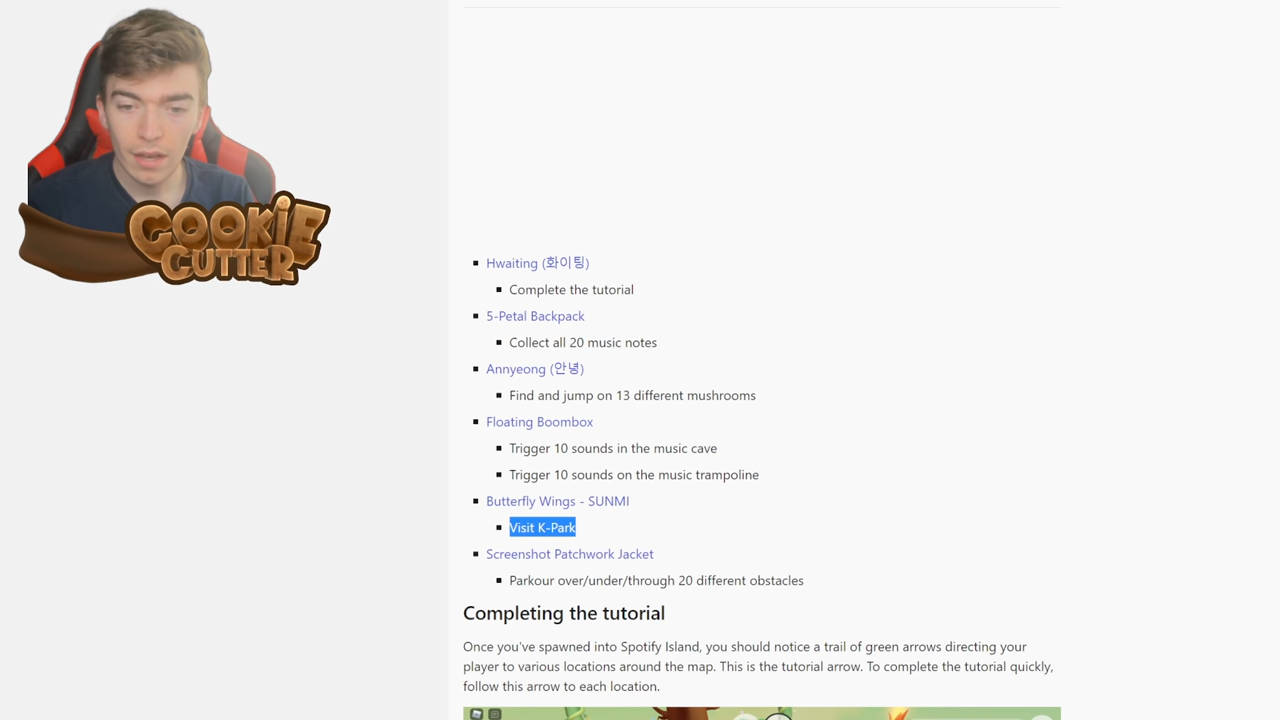 COOKIE
CUTTER
Hwaiting (화이팅)
Complete the tutorial
5-Petal Backpack
Collect all 20 music notes
Annyeong (안녕)
Find and jump on 13 different mushrooms
Floating Boombox
Trigger 10 sounds in the music cave
Trigger 10 sounds on the music trampoline
Butterfly Wings - SUNMI
Visit K-Park
Screenshot Patchwork Jacket
Parkour over/under/through 20 different obstacles
Completing the tutorial
Once you've spawned into Spotify Island, you should notice a trail of green arrows directing your
player to various locations around the map. This is the tutorial arrow. To complete the tutorial quickly,
follow this arrow to each location.